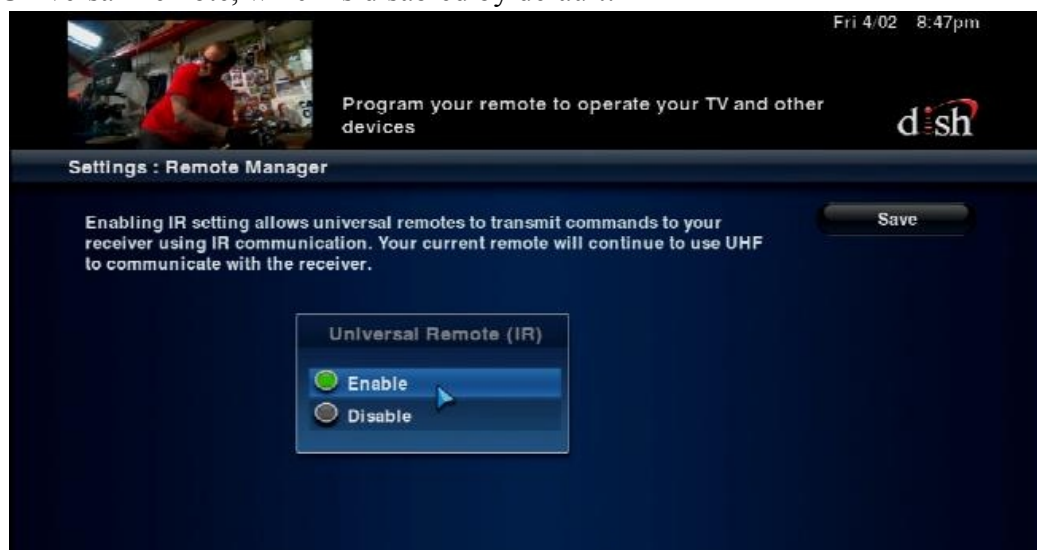 Fri 4/02 8:47pm
Program your remote to operate your TV and other
devices
dish
Settings : Remote Manager
Enabling IR setting allows universal remotes to transmit commands to your
receiver using IR communication. Your current remote will continue to use UHF
to communicate with the receiver.
Save
Universal Remote (IR)
Enable
Disable